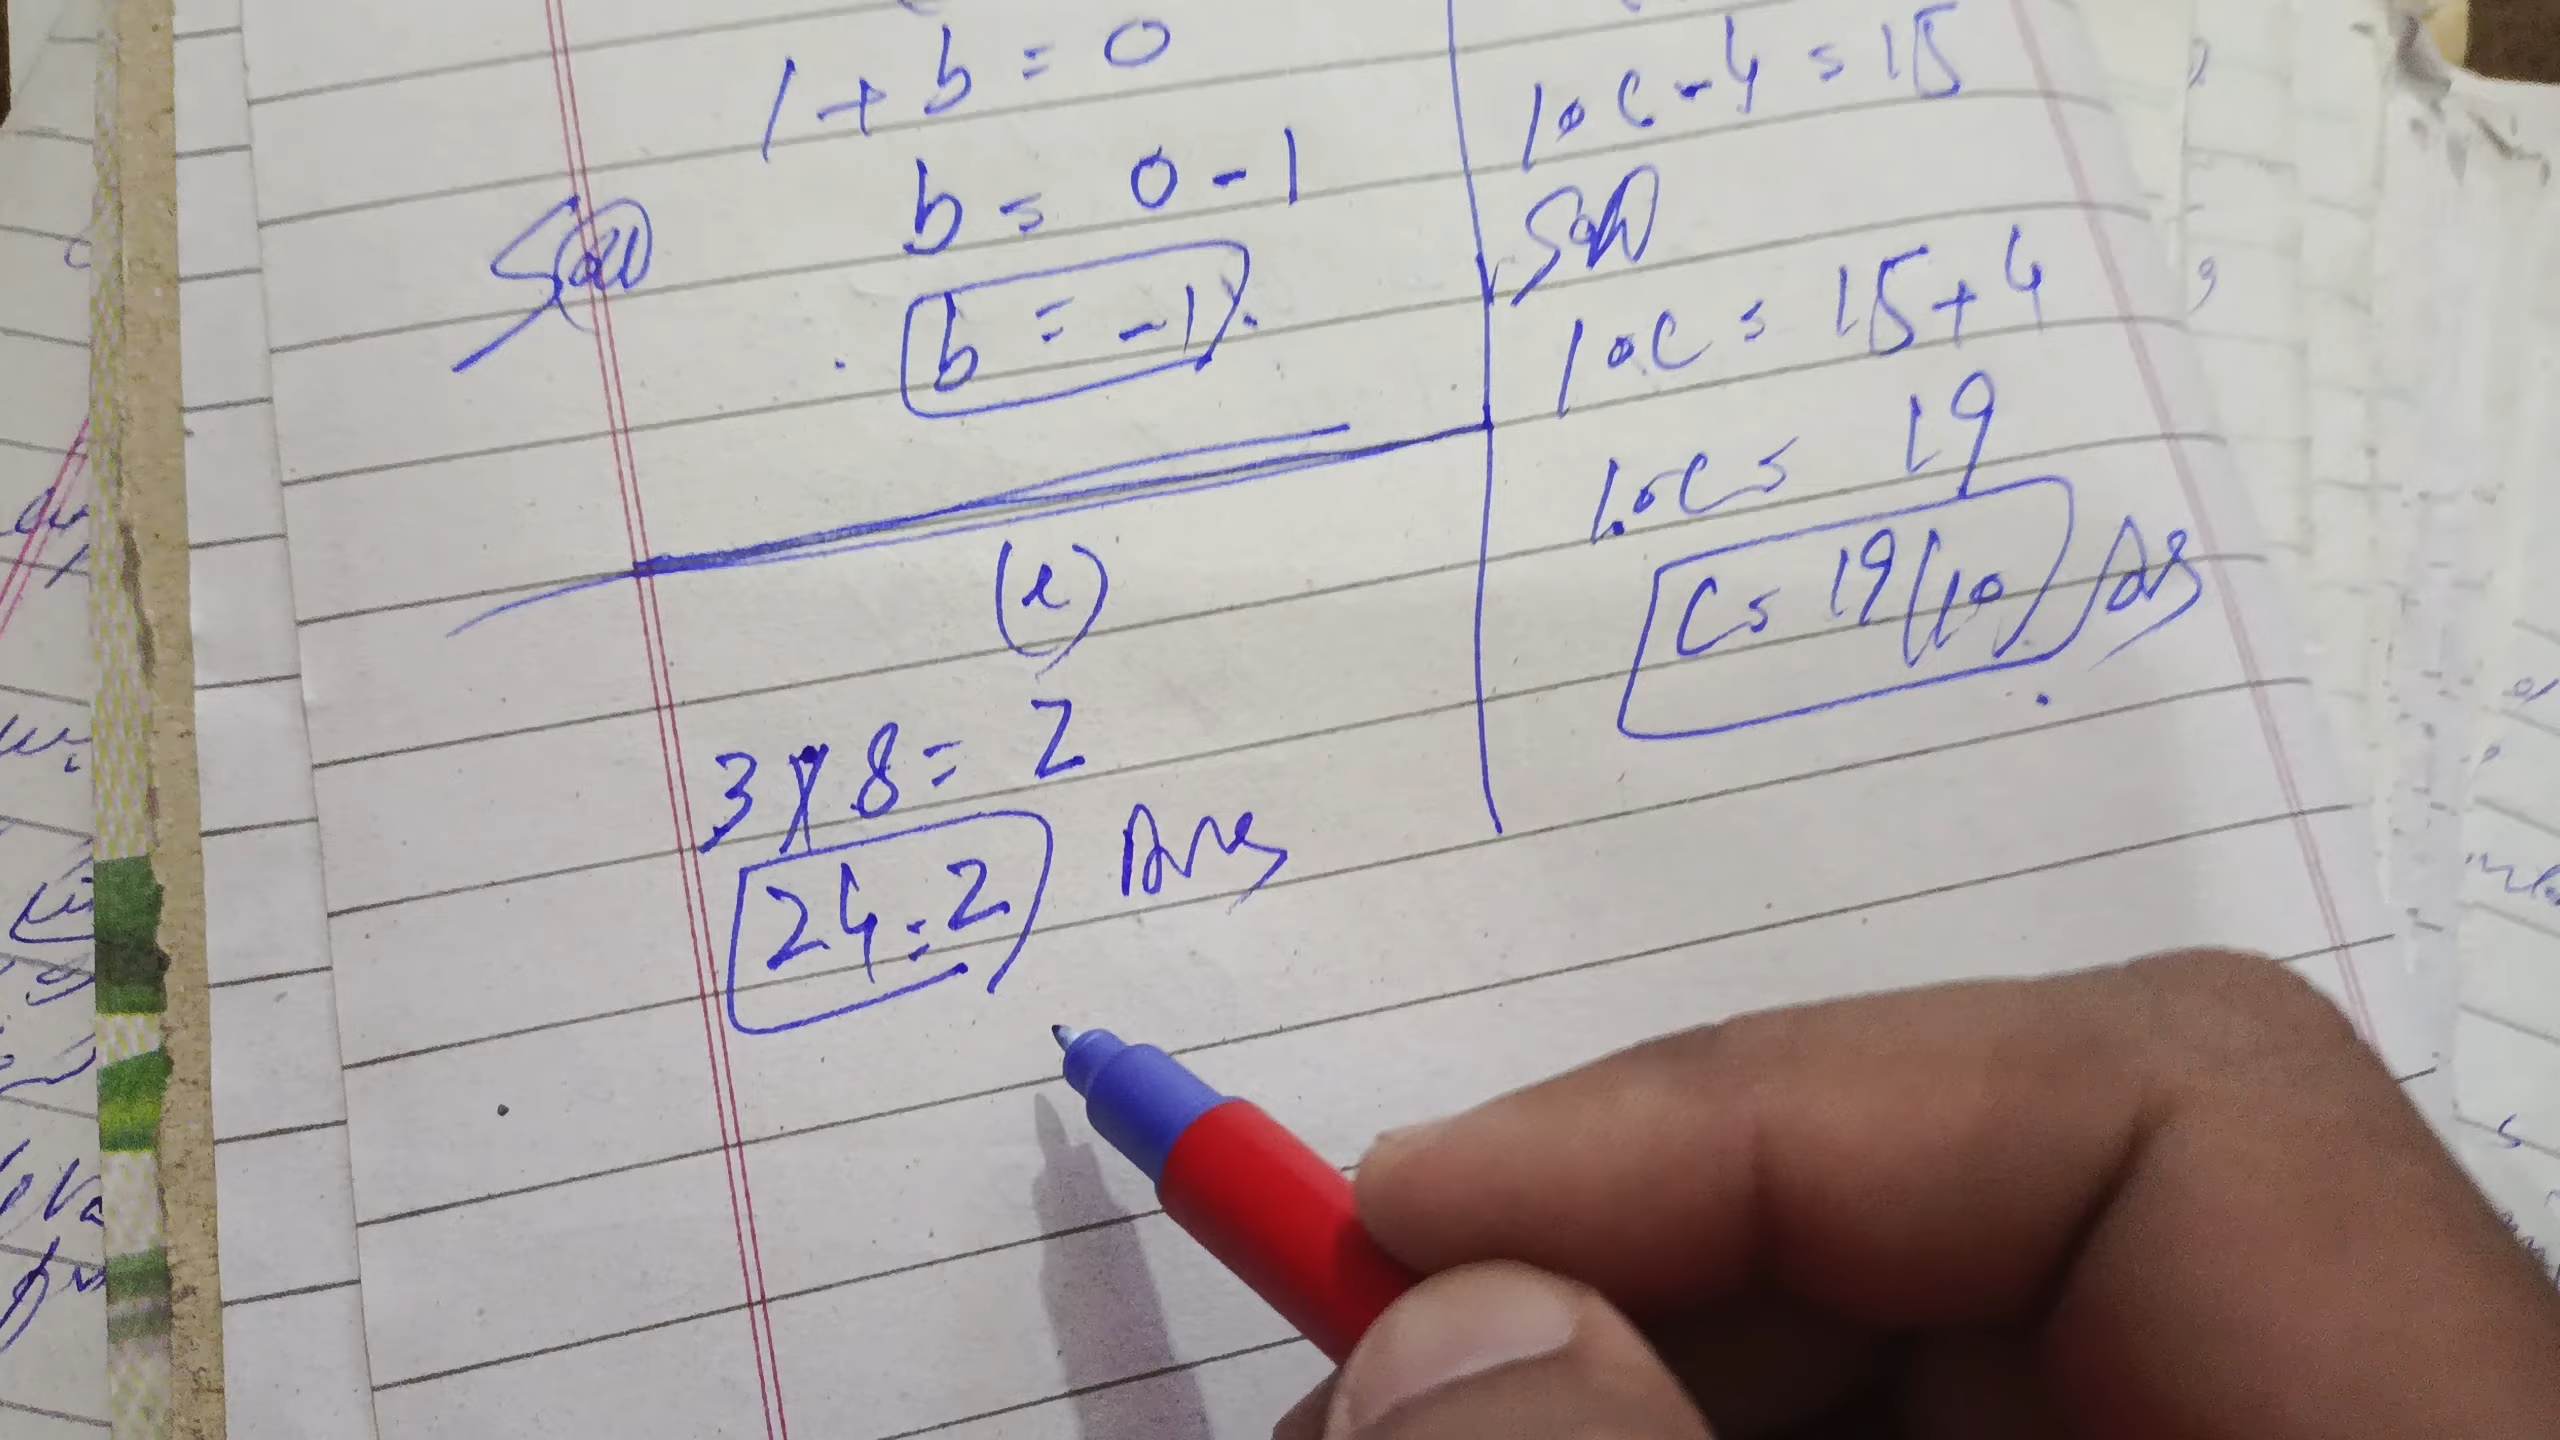 1 + b = 0
b = 0 - 1
b = -1
10C - 4 = 15
Sol
10C = 15 + 4
10C = 19
C = 19/10 Ans
(e)
3 × 8 = Z
24 = Z Ans